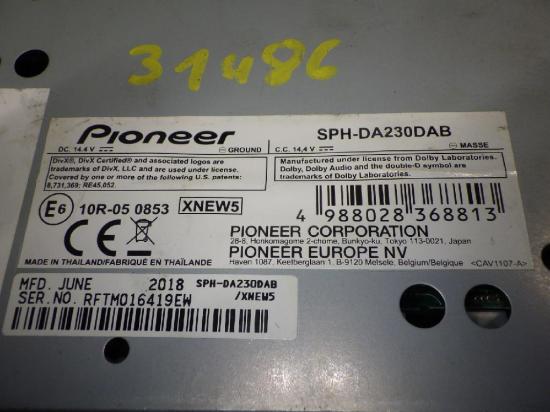 31486
Pioneer
SPH-DA230DAB
DC. 14.4 V ⎓ ⊖ GROUND
C.C. 14,4 V ⎓ ⊖ MASSE
DivX®, DivX Certified® and associated logos are
trademarks of DivX, LLC and are used under license.
Covered by one or more of the following U.S. patents:
8,731,369; RE45,052.
Manufactured under license from Dolby Laboratories.
Dolby, Dolby Audio and the double-D symbol are
trademarks of Dolby Laboratories.
E6 10R-05 0853 XNEW5
4 988028 368813
CE
PIONEER CORPORATION
28-8, Honkomagome 2-chome, Bunkyo-ku, Tokyo 113-0021, Japan
PIONEER EUROPE NV
Haven 1087, Keetberglaan 1, B-9120 Melsele, Belgium/Belgique <CAV1107-A>
MADE IN THAILAND/FABRIQUÉ EN THAÏLANDE
MFD. JUNE 2018 SPH-DA230DAB
/XNEW5
SER.NO. RFTM016419EW